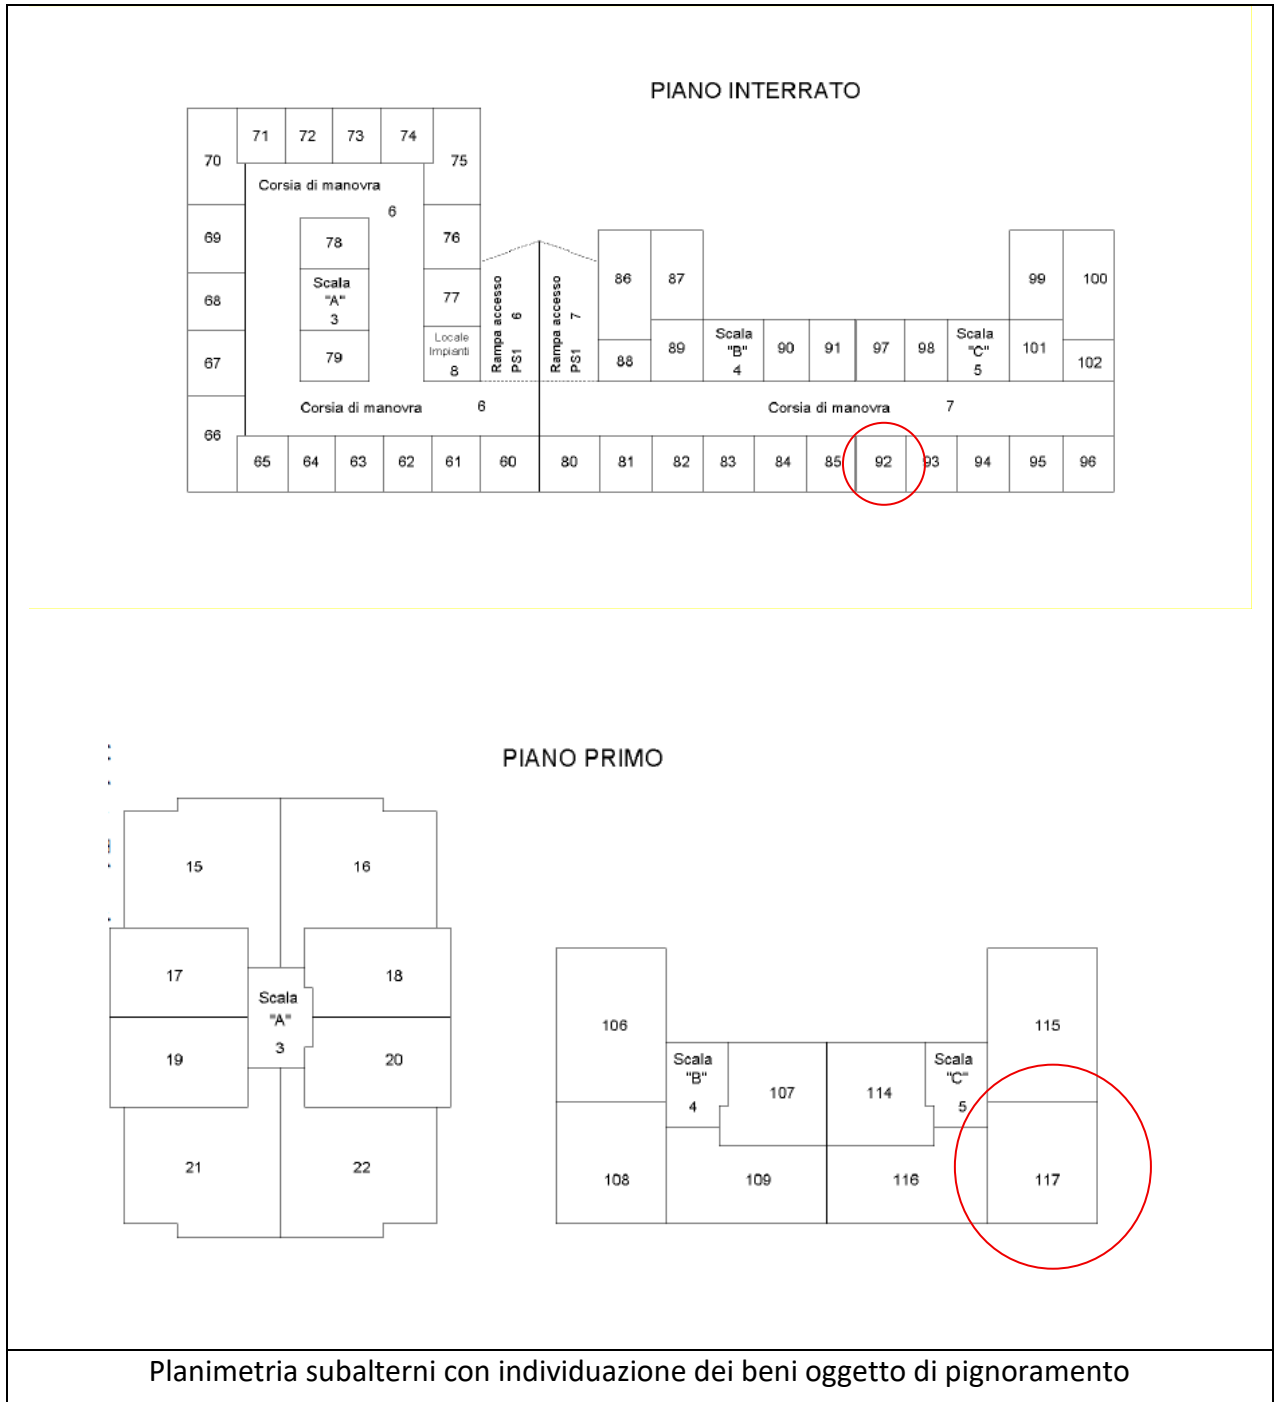 PIANO INTERRATO
71 72 73 74
70 75
Corsia di manovra
6
69 78 76
86 87 99 100
68 Scala 77
"A"
3
Rampa accesso 6
PS1
Rampa accesso 7
PS1
Locale
Impianti
8
67 79
88 89 Scala 90 91 97 98 Scala 101 102
"B" "C"
4 5
Corsia di manovra 6 Corsia di manovra 7
66
65 64 63 62 61 60 80 81 82 83 84 85 92 93 94 95 96
PIANO PRIMO
15 16
17 18
Scala
"A"
3
19 20
21 22
106 115
Scala Scala
"B" "C"
107 114
4 5
108 109 116 117
Planimetria subalterni con individuazione dei beni oggetto di pignoramento